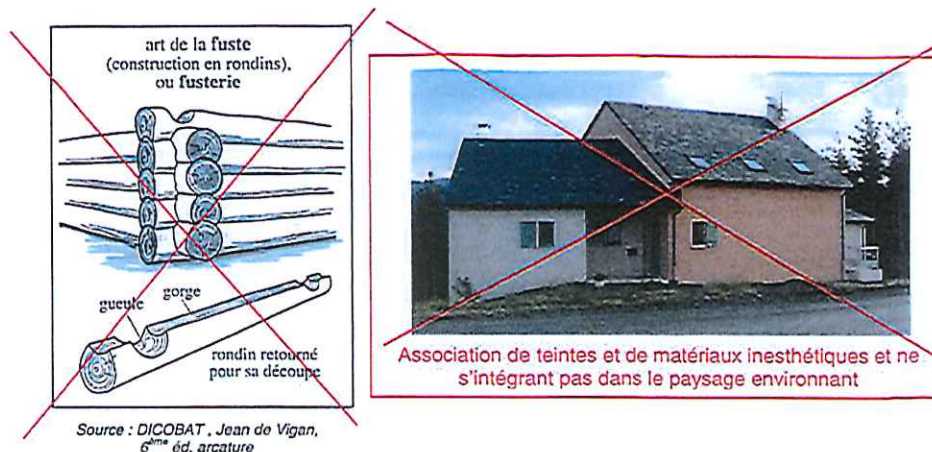 art de la fuste
(construction en rondins),
ou fusterie
gueule
gorge
rondin retourné
pour sa découpe
Source : DICOBAT , Jean de Vigan,
6ème éd. arcature
Association de teintes et de matériaux inesthétiques et ne
s'intégrant pas dans le paysage environnant